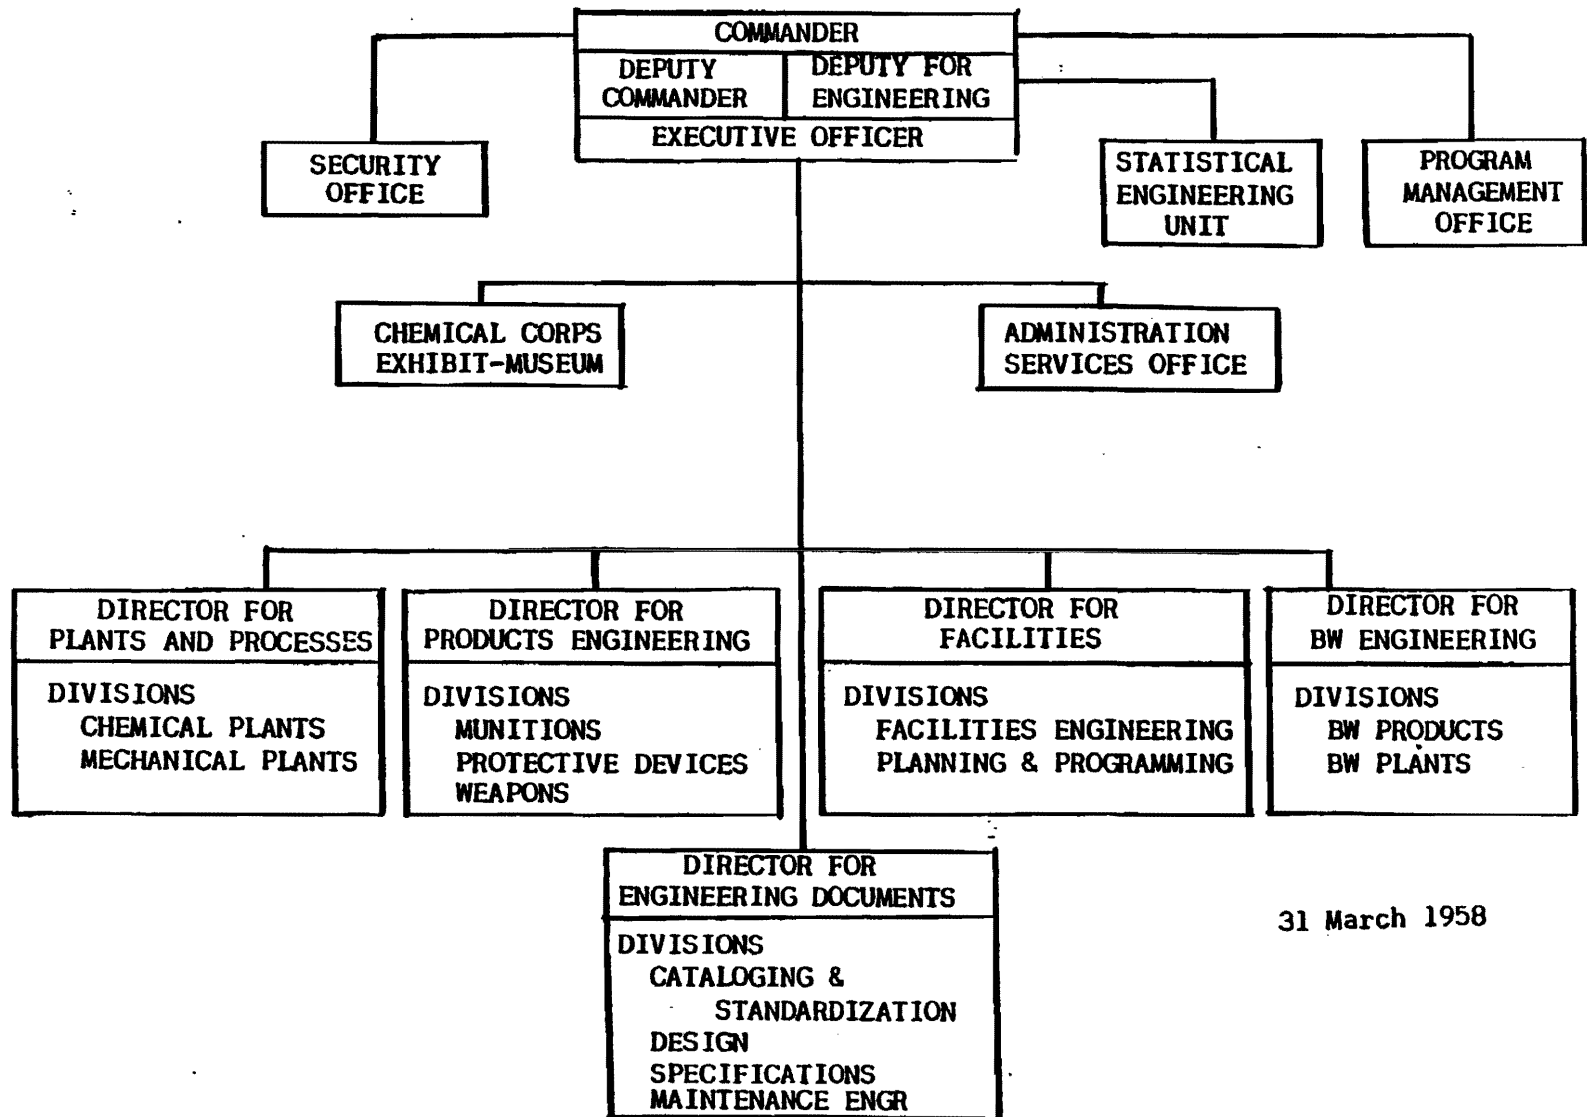 COMMANDER
DEPUTY
COMMANDER
DEPUTY FOR
ENGINEERING
EXECUTIVE OFFICER
SECURITY
OFFICE
STATISTICAL
ENGINEERING
UNIT
PROGRAM
MANAGEMENT
OFFICE
CHEMICAL CORPS
EXHIBIT-MUSEUM
ADMINISTRATION
SERVICES OFFICE
DIRECTOR FOR
PLANTS AND PROCESSES
DIVISIONS
CHEMICAL PLANTS
MECHANICAL PLANTS
DIRECTOR FOR
PRODUCTS ENGINEERING
DIVISIONS
MUNITIONS
PROTECTIVE DEVICES
WEAPONS
DIRECTOR FOR
FACILITIES
DIVISIONS
FACILITIES ENGINEERING
PLANNING & PROGRAMMING
DIRECTOR FOR
BW ENGINEERING
DIVISIONS
BW PRODUCTS
BW PLANTS
DIRECTOR FOR
ENGINEERING DOCUMENTS
DIVISIONS
CATALOGING &
STANDARDIZATION
DESIGN
SPECIFICATIONS
MAINTENANCE ENGR
31 March 1958